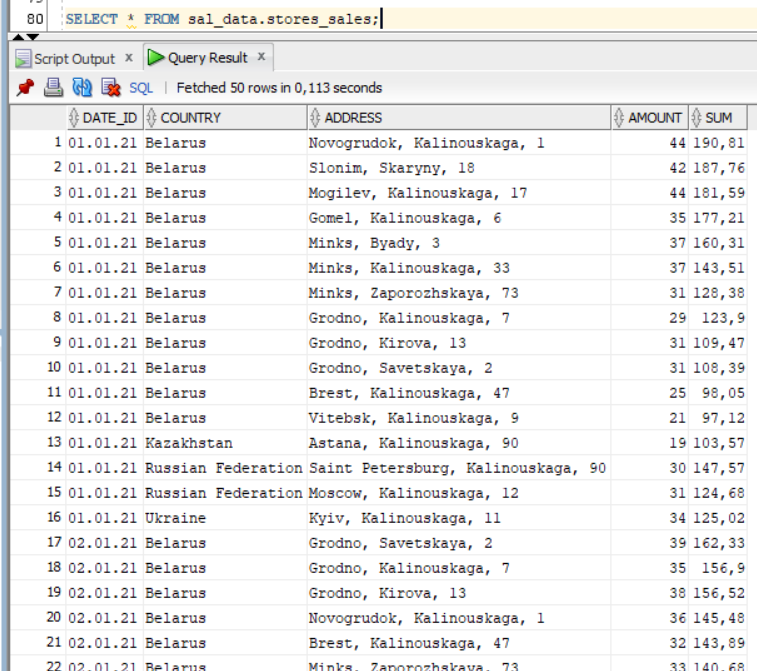 80 SELECT * FROM sal_data.stores_sales;
Script Output x Query Result x
SQL | Fetched 50 rows in 0,113 seconds
DATE_ID COUNTRY ADDRESS AMOUNT SUM
1 01.01.21 Belarus Novogrudok, Kalinouskaga, 1 44 190,81
2 01.01.21 Belarus Slonim, Skaryny, 18 42 187,76
3 01.01.21 Belarus Mogilev, Kalinouskaga, 17 44 181,59
4 01.01.21 Belarus Gomel, Kalinouskaga, 6 35 177,21
5 01.01.21 Belarus Minks, Byady, 3 37 160,31
6 01.01.21 Belarus Minks, Kalinouskaga, 33 37 143,51
7 01.01.21 Belarus Minks, Zaporozhskaya, 73 31 128,38
8 01.01.21 Belarus Grodno, Kalinouskaga, 7 29 123,9
9 01.01.21 Belarus Grodno, Kirova, 13 31 109,47
10 01.01.21 Belarus Grodno, Savetskaya, 2 31 108,39
11 01.01.21 Belarus Brest, Kalinouskaga, 47 25 98,05
12 01.01.21 Belarus Vitebsk, Kalinouskaga, 9 21 97,12
13 01.01.21 Kazakhstan Astana, Kalinouskaga, 90 19 103,57
14 01.01.21 Russian Federation Saint Petersburg, Kalinouskaga, 90 30 147,57
15 01.01.21 Russian Federation Moscow, Kalinouskaga, 12 31 124,68
16 01.01.21 Ukraine Kyiv, Kalinouskaga, 11 34 125,02
17 02.01.21 Belarus Grodno, Savetskaya, 2 39 162,33
18 02.01.21 Belarus Grodno, Kalinouskaga, 7 35 156,9
19 02.01.21 Belarus Grodno, Kirova, 13 38 156,52
20 02.01.21 Belarus Novogrudok, Kalinouskaga, 1 36 145,48
21 02.01.21 Belarus Brest, Kalinouskaga, 47 32 143,89
22 02.01.21 Belarus Minks, Zaporozhskaya, 73 33 140,68